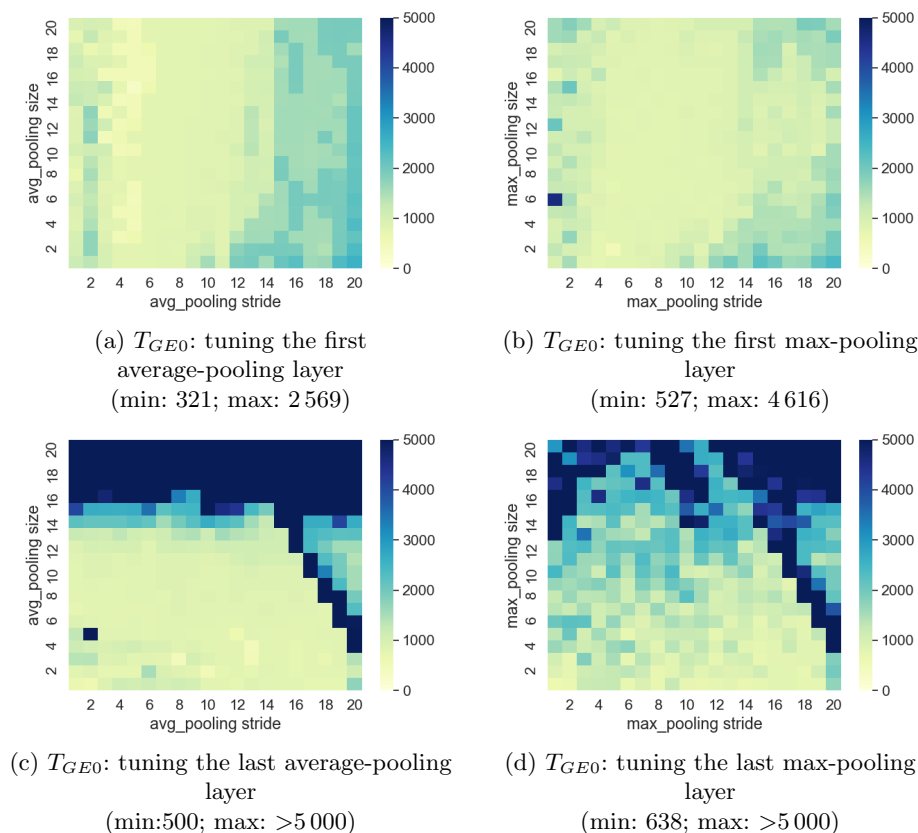 20
18
16
14
12
10
8
6
4
2
avg_pooling size
2 4 6 8 10 12 14 16 18 20
avg_pooling stride
5000
4000
3000
2000
1000
0
(a) T_GE0: tuning the first
average-pooling layer
(min: 321; max: 2 569)
20
18
16
14
12
10
8
6
4
2
max_pooling size
2 4 6 8 10 12 14 16 18 20
max_pooling stride
5000
4000
3000
2000
1000
0
(b) T_GE0: tuning the first max-pooling
layer
(min: 527; max: 4 616)
20
18
16
14
12
10
8
6
4
2
avg_pooling size
2 4 6 8 10 12 14 16 18 20
avg_pooling stride
5000
4000
3000
2000
1000
0
(c) T_GE0: tuning the last average-pooling
layer
(min:500; max: >5 000)
20
18
16
14
12
10
8
6
4
2
max_pooling size
2 4 6 8 10 12 14 16 18 20
max_pooling stride
5000
4000
3000
2000
1000
0
(d) T_GE0: tuning the last max-pooling
layer
(min: 638; max: >5 000)